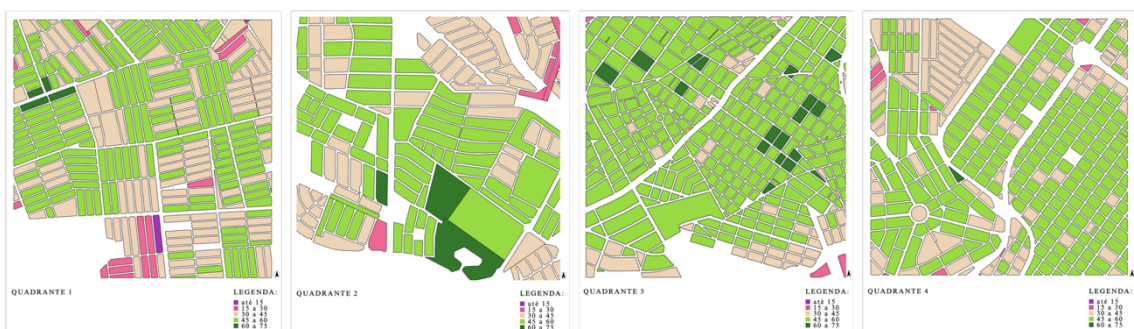 QUADRANTE 1
LEGENDA:
até 15
15 a 30
30 a 45
45 a 60
60 a 75
QUADRANTE 2
LEGENDA:
até 15
15 a 30
30 a 45
45 a 60
60 a 75
QUADRANTE 3
LEGENDA:
até 15
15 a 30
30 a 45
45 a 60
60 a 75
QUADRANTE 4
LEGENDA:
até 15
15 a 30
30 a 45
45 a 60
60 a 75